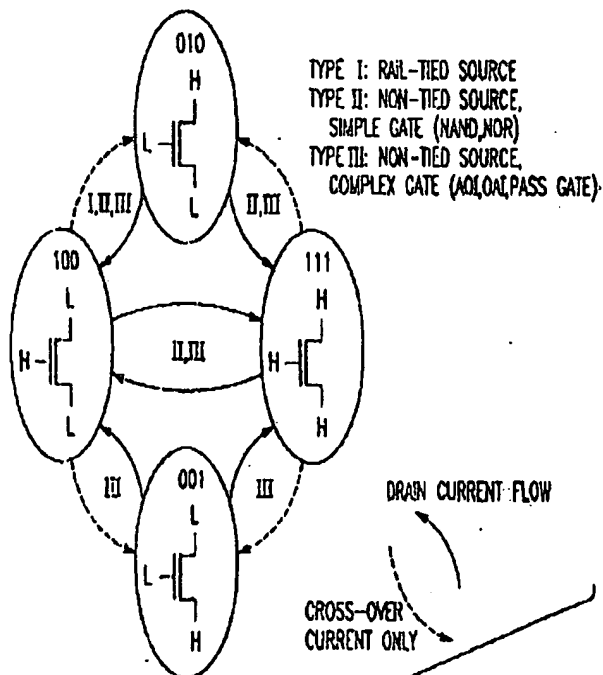 010
H
L
L
TYPE I: RAIL-TIED SOURCE
TYPE II: NON-TIED SOURCE,
SIMPLE GATE (NAND,NOR)
TYPE III: NON-TIED SOURCE,
COMPLEX GATE (AOI,OAI,PASS GATE)
I,II,III
II,III
100
L
H
L
111
H
H
H
II,III
III
001
L
L
H
III
DRAIN CURRENT FLOW
CROSS-OVER
CURRENT ONLY